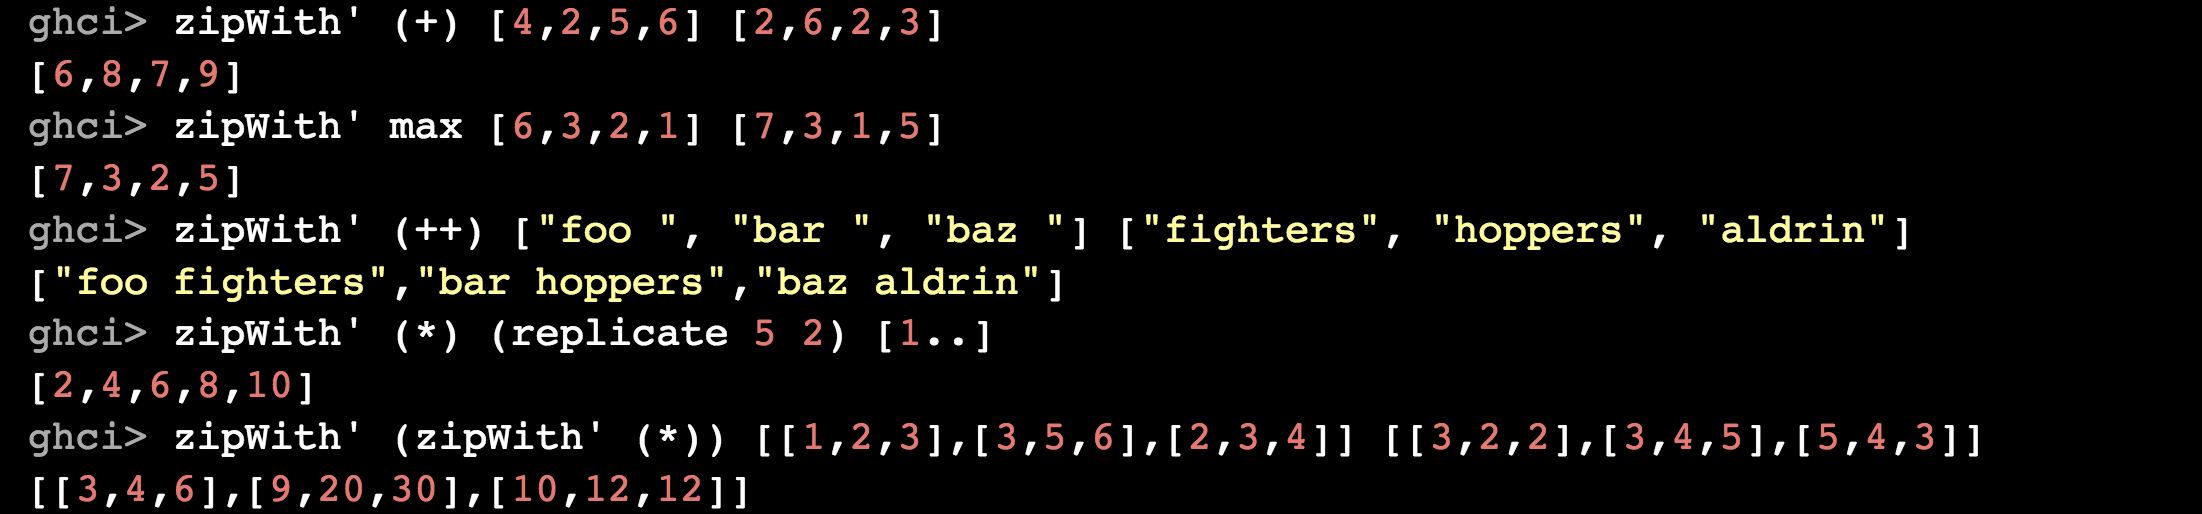 ghci> zipWith' (+) [4,2,5,6] [2,6,2,3]
[6,8,7,9]
ghci> zipWith' max [6,3,2,1] [7,3,1,5]
[7,3,2,5]
ghci> zipWith' (++) ["foo ", "bar ", "baz "] ["fighters", "hoppers", "aldrin"]
["foo fighters","bar hoppers","baz aldrin"]
ghci> zipWith' (*) (replicate 5 2) [1..]
[2,4,6,8,10]
ghci> zipWith' (zipWith' (*)) [[1,2,3],[3,5,6],[2,3,4]] [[3,2,2],[3,4,5],[5,4,3]]
[[3,4,6],[9,20,30],[10,12,12]]